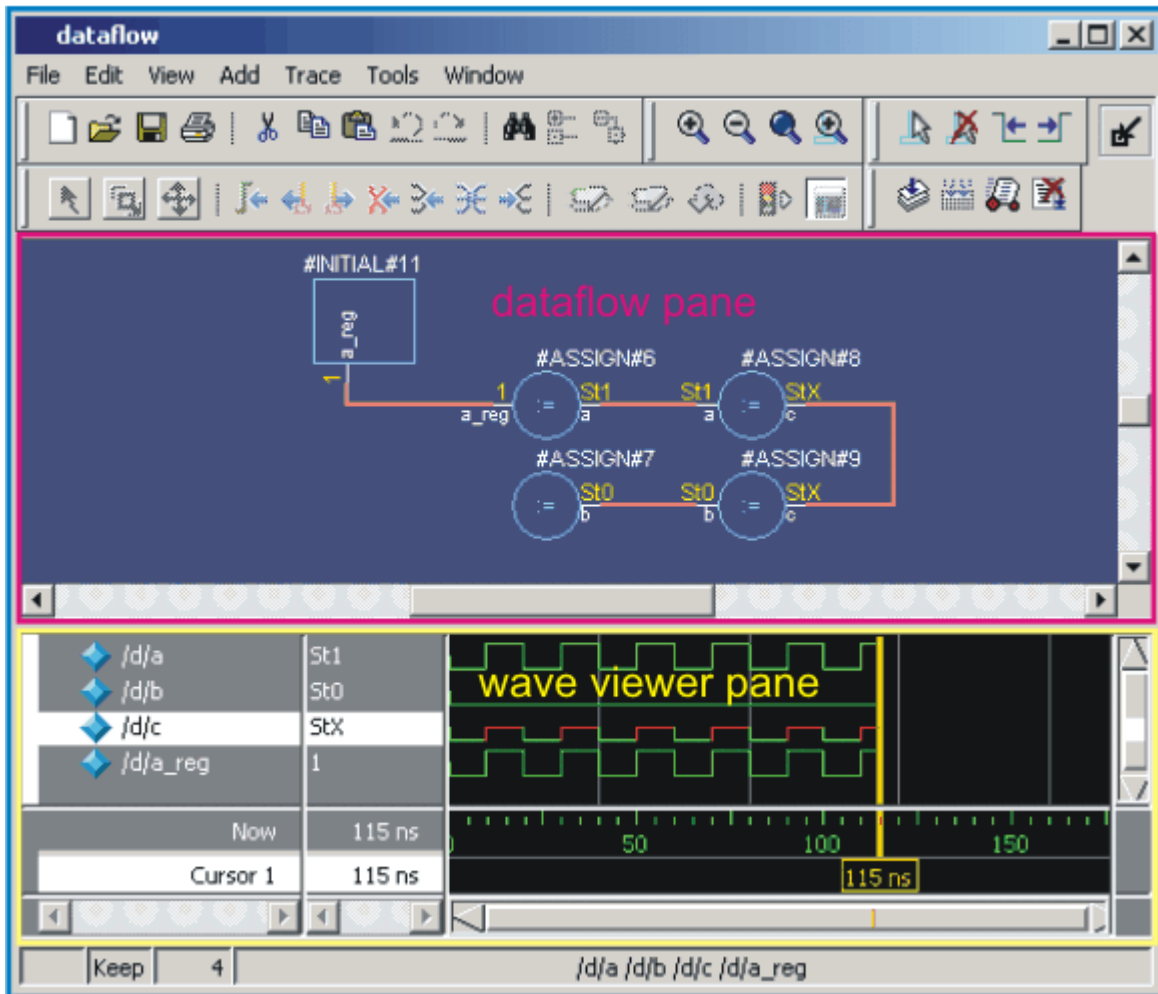 dataflow
File Edit View Add Trace Tools Window
#INITIAL#11
a_reg
1
dataflow pane
#ASSIGN#6 #ASSIGN#8
1 St1 St1 StX
a_reg := a a := c
#ASSIGN#7 #ASSIGN#9
St0 St0 StX
:= b b := c
/d/a St1
/d/b St0
wave viewer pane
/d/c StX
/d/a_reg 1
Now 115 ns
50 100 150
Cursor 1 115 ns
115 ns
Keep 4 /d/a /d/b /d/c /d/a_reg